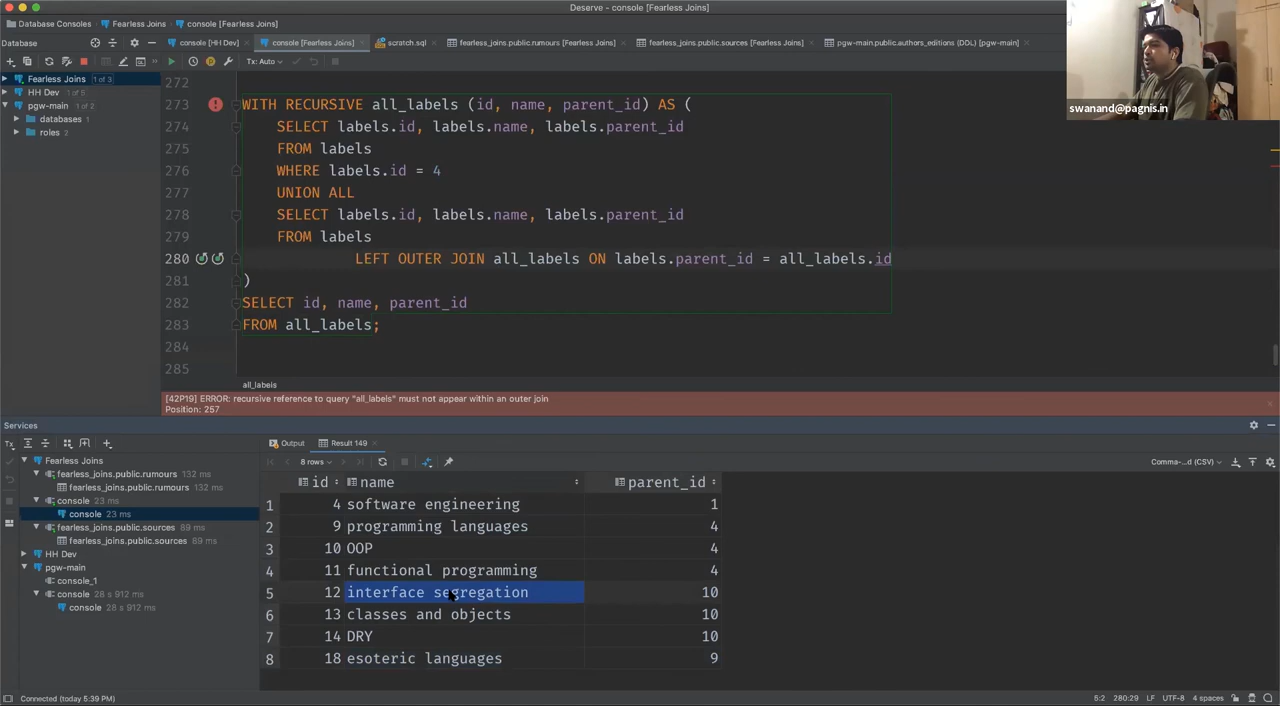 Deserve - console [Fearless Joins]
Database Consoles Fearless Joins console [Fearless Joins]
Database
console [HH Dev]
console [Fearless Joins]
scratch.sql
fearless_joins.public.rumours [Fearless Joins]
fearless_joins.public.sources [Fearless Joins]
pgw-main.public.authors_editions (DDL) [pgw-main]
Tx: Auto
Fearless Joins 1 of 3
HH Dev 1 of 5
pgw-main 1 of 2
databases 1
roles 2
swanand@pagnis.in
272
273 WITH RECURSIVE all_labels (id, name, parent_id) AS (
274 SELECT labels.id, labels.name, labels.parent_id
275 FROM labels
276 WHERE labels.id = 4
277 UNION ALL
278 SELECT labels.id, labels.name, labels.parent_id
279 FROM labels
280 LEFT OUTER JOIN all_labels ON labels.parent_id = all_labels.id
281 )
282 SELECT id, name, parent_id
283 FROM all_labels;
284
285
all_labels
[42P19] ERROR: recursive reference to query "all_labels" must not appear within an outer join
Position: 257
Services
Tx
Output
Result 149
8 rows
Comma-...d (CSV)
Fearless Joins
fearless_joins.public.rumours 132 ms
fearless_joins.public.rumours 132 ms
console 23 ms
console 23 ms
fearless_joins.public.sources 89 ms
fearless_joins.public.sources 89 ms
HH Dev
pgw-main
console_1
console 28 s 912 ms
console 28 s 912 ms
id name parent_id
1 4 software engineering 1
2 9 programming languages 4
3 10 OOP 4
4 11 functional programming 4
5 12 interface segregation 10
6 13 classes and objects 10
7 14 DRY 10
8 18 esoteric languages 9
Connected (today 5:39 PM)
5:2 280:29 LF UTF-8 4 spaces